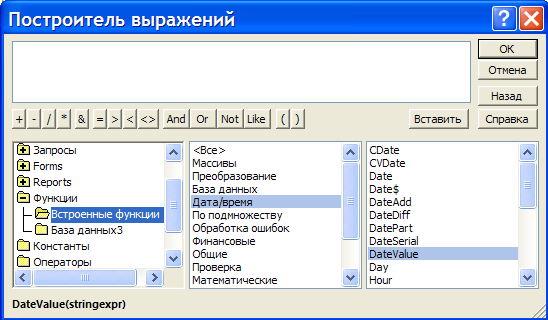 Построитель выражений
OK
Отмена
Назад
+ - / * & = > < <> And Or Not Like ( ) Вставить Справка
Запросы
Forms
Reports
Функции
Встроенные функции
База данных3
Константы
Операторы
<Все>
Массивы
Преобразование
База данных
Дата/время
По подмножеству
Обработка ошибок
Финансовые
Общие
Проверка
Математические
CDate
CVDate
Date
Date$
DateAdd
DateDiff
DatePart
DateSerial
DateValue
Day
Hour
DateValue(stringexpr)